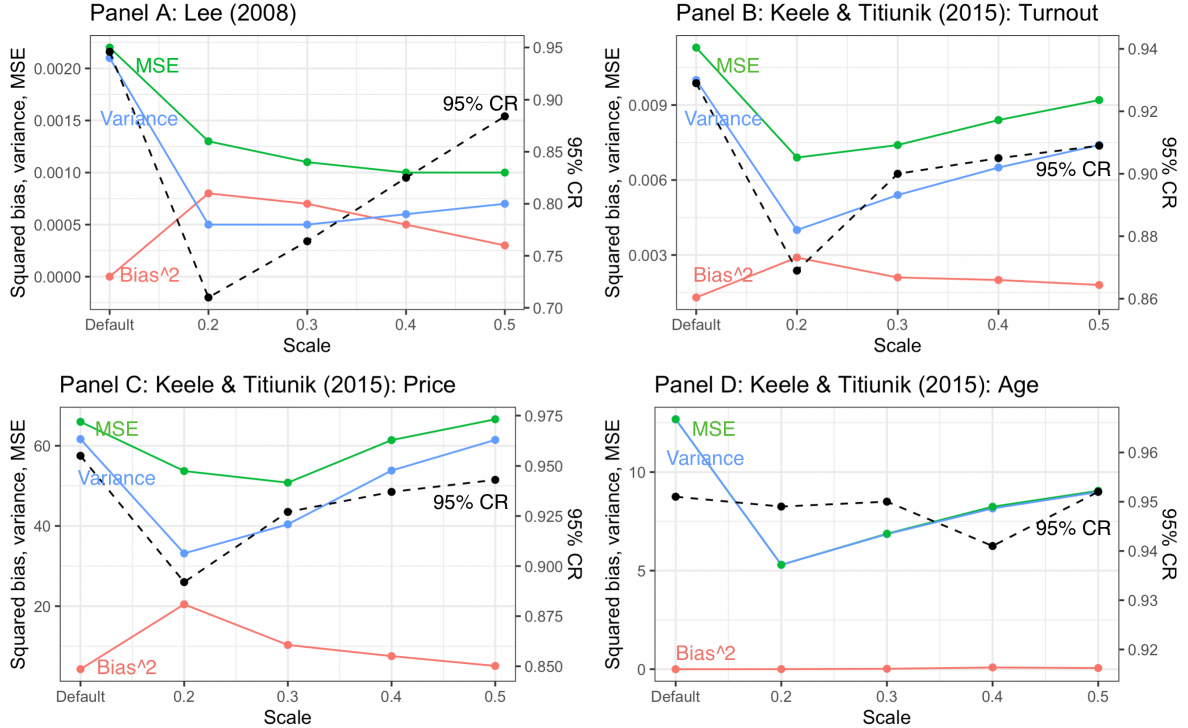 Panel A: Lee (2008)
Squared bias, variance, MSE
0.0020
0.0015
0.0010
0.0005
0.0000
MSE
Variance
Bias^2
95% CR
0.95
0.90
0.85
0.80
0.75
0.70
95% CR
Default 0.2 0.3 0.4 0.5
Scale
Panel B: Keele & Titiunik (2015): Turnout
Squared bias, variance, MSE
0.009
0.006
0.003
MSE
Variance
Bias^2
95% CR
0.94
0.92
0.90
0.88
0.86
95% CR
Default 0.2 0.3 0.4 0.5
Scale
Panel C: Keele & Titiunik (2015): Price
Squared bias, variance, MSE
60
40
20
MSE
Variance
Bias^2
95% CR
0.975
0.950
0.925
0.900
0.875
0.850
95% CR
Default 0.2 0.3 0.4 0.5
Scale
Panel D: Keele & Titiunik (2015): Age
Squared bias, variance, MSE
10
5
0
MSE
Variance
Bias^2
95% CR
0.96
0.95
0.94
0.93
0.92
95% CR
Default 0.2 0.3 0.4 0.5
Scale